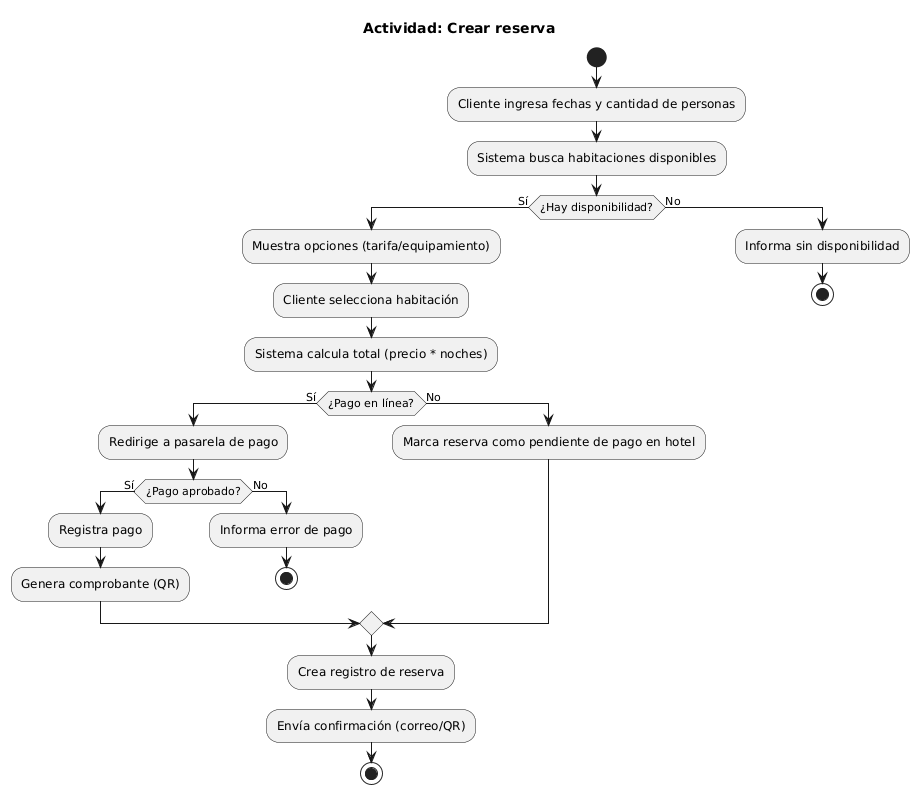 Actividad: Crear reserva
Cliente ingresa fechas y cantidad de personas
Sistema busca habitaciones disponibles
Sí
¿Hay disponibilidad?
No
Muestra opciones (tarifa/equipamiento)
Informa sin disponibilidad
Cliente selecciona habitación
Sistema calcula total (precio * noches)
Sí
¿Pago en línea?
No
Redirige a pasarela de pago
Marca reserva como pendiente de pago en hotel
Sí
¿Pago aprobado?
No
Registra pago
Informa error de pago
Genera comprobante (QR)
Crea registro de reserva
Envía confirmación (correo/QR)